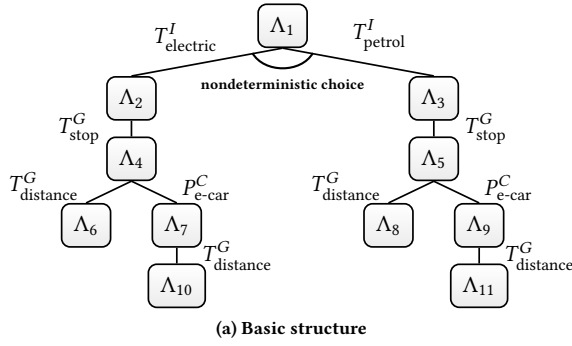 Λ₁
T^I_electric T^I_petrol
nondeterministic choice
Λ₂ Λ₃
T^G_stop T^G_stop
Λ₄ Λ₅
T^G_distance P^C_e-car T^G_distance P^C_e-car
Λ₆ Λ₇ Λ₈ Λ₉
T^G_distance T^G_distance
Λ₁₀ Λ₁₁
(a) Basic structure